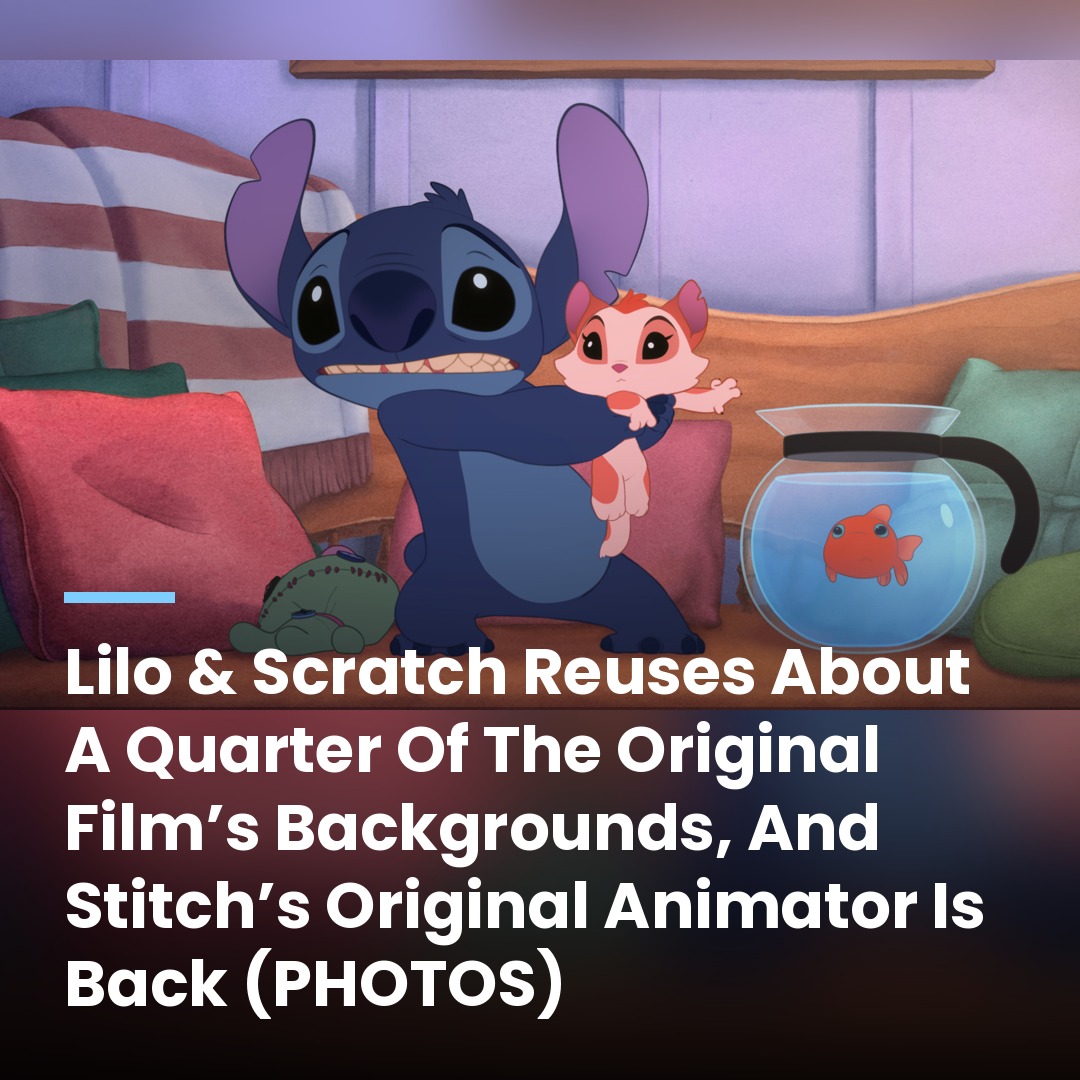 Lilo & Scratch Reuses About
A Quarter Of The Original
Film’s Backgrounds, And
Stitch’s Original Animator Is
Back (PHOTOS)